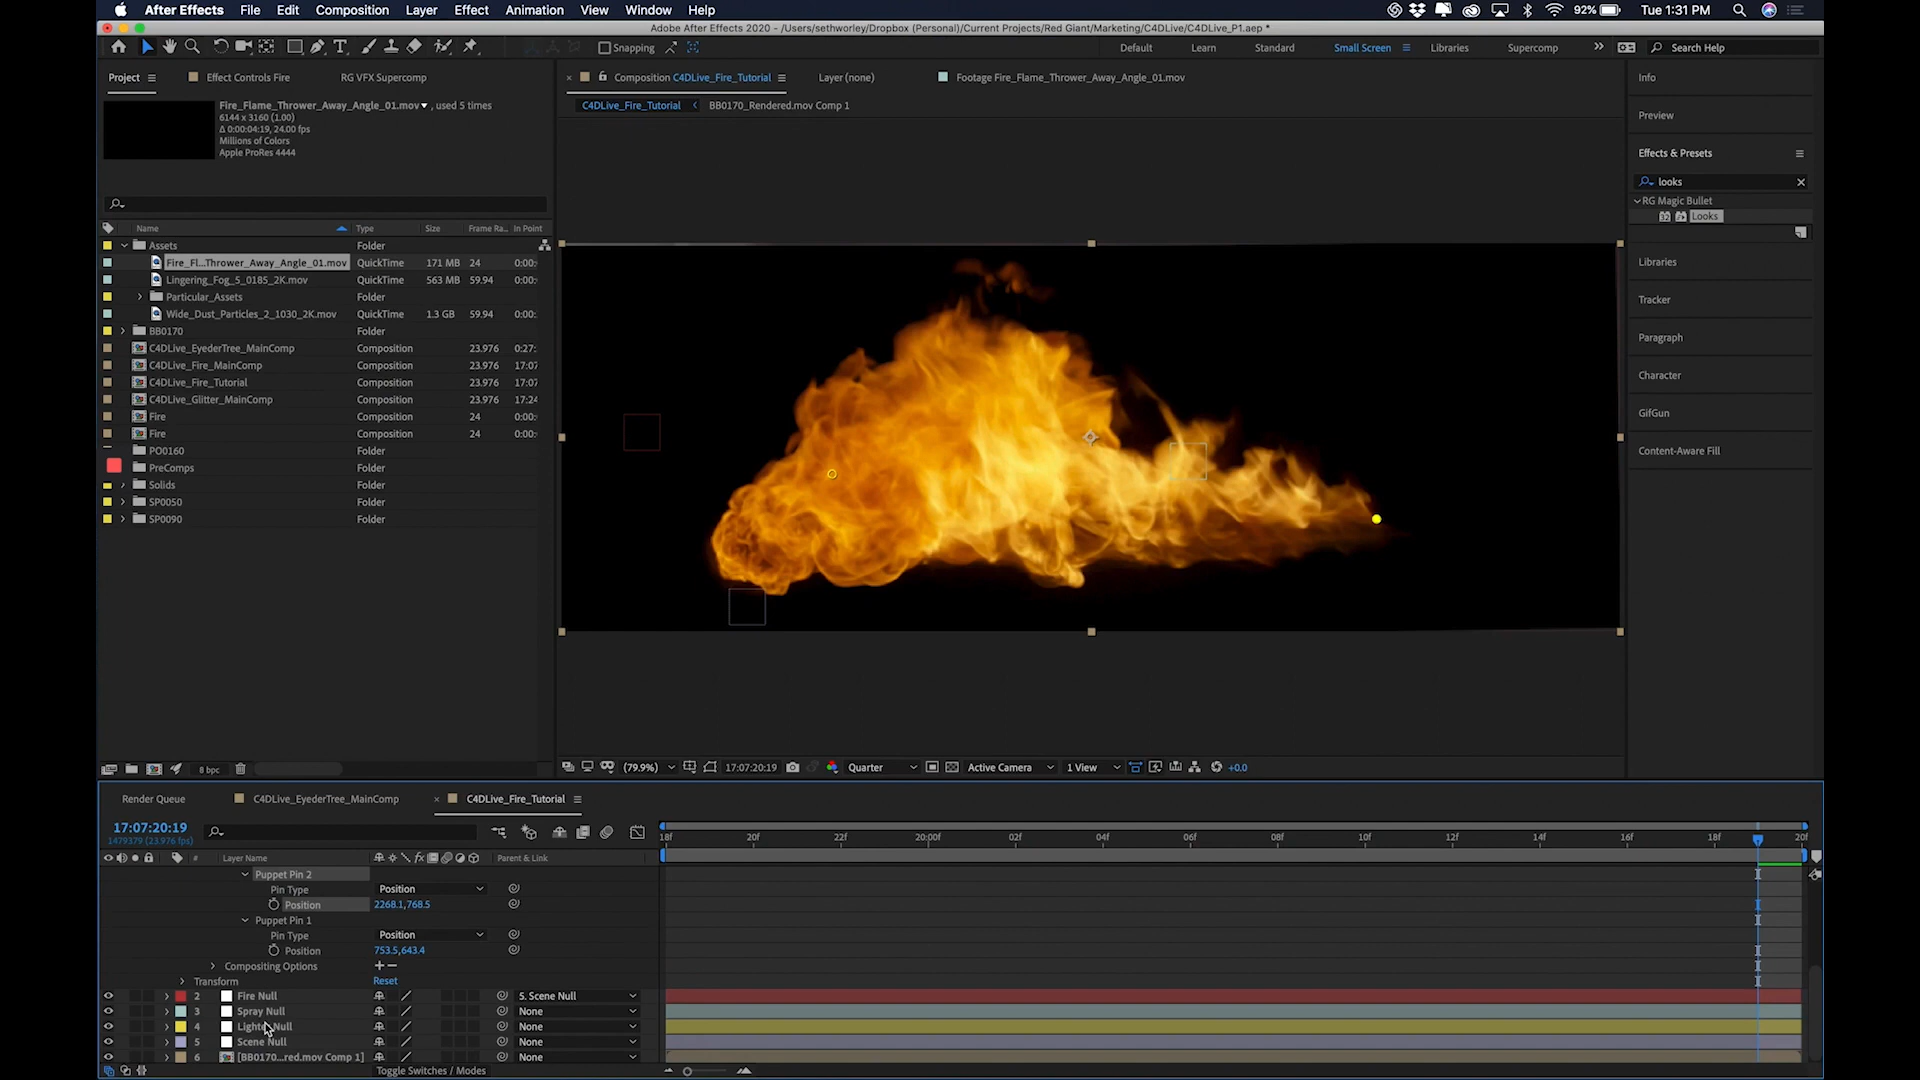 After Effects File Edit Composition Layer Effect Animation View Window Help 92% Tue 1:31 PM
Adobe After Effects 2020 - /Users/sethworley/Dropbox (Personal)/Current Projects/Red Giant/Marketing/C4DLive/C4DLive_P1.aep *
Snapping Default Learn Standard Small Screen Libraries Supercomp Search Help
Project Effect Controls Fire RG VFX Supercomp
Composition C4DLive_Fire_Tutorial Layer (none) Footage Fire_Flame_Thrower_Away_Angle_01.mov
C4DLive_Fire_Tutorial BB0170_Rendered.mov Comp 1
Fire_Flame_Thrower_Away_Angle_01.mov , used 5 times
6144 x 3160 (1.00)
Δ 0:00:04:19, 24.00 fps
Millions of Colors
Apple ProRes 4444
Name Type Size Frame Ra... In Point
Assets Folder
Fire_Fl...Thrower_Away_Angle_01.mov QuickTime 171 MB 24 0:00:
Lingering_Fog_5_0185_2K.mov QuickTime 563 MB 59.94 0:00:
Particular_Assets Folder
Wide_Dust_Particles_2_1030_2K.mov QuickTime 1.3 GB 59.94 0:00:
BB0170 Folder
C4DLive_EyederTree_MainComp Composition 23.976 0:27:
C4DLive_Fire_MainComp Composition 23.976 17:07
C4DLive_Fire_Tutorial Composition 23.976 17:07
C4DLive_Glitter_MainComp Composition 23.976 17:24
Fire Composition 24 0:00:
Fire Composition 24 0:00:
PO0160 Folder
PreComps Folder
Solids Folder
SP0050 Folder
SP0090 Folder
8 bpc
Info
Preview
Effects & Presets
looks
RG Magic Bullet
32 Looks
Libraries
Tracker
Paragraph
Character
GifGun
Content-Aware Fill
(79.9%) 17:07:20:19 Quarter Active Camera 1 View +0.0
Render Queue C4DLive_EyederTree_MainComp C4DLive_Fire_Tutorial
17:07:20:19
1479379 (23.976 fps)
18f 20f 22f 20:00f 02f 04f 06f 08f 10f 12f 14f 16f 18f 20f
# Layer Name fx Parent & Link
Puppet Pin 2
Pin Type Position
Position 2268.1,768.5
Puppet Pin 1
Pin Type Position
Position 753.5,643.4
Compositing Options
Transform Reset
2 Fire Null 5. Scene Null
3 Spray Null None
4 Null None
5 Scene Null None
6 [BB0170...red.mov Comp 1] None
Toggle Switches / Modes